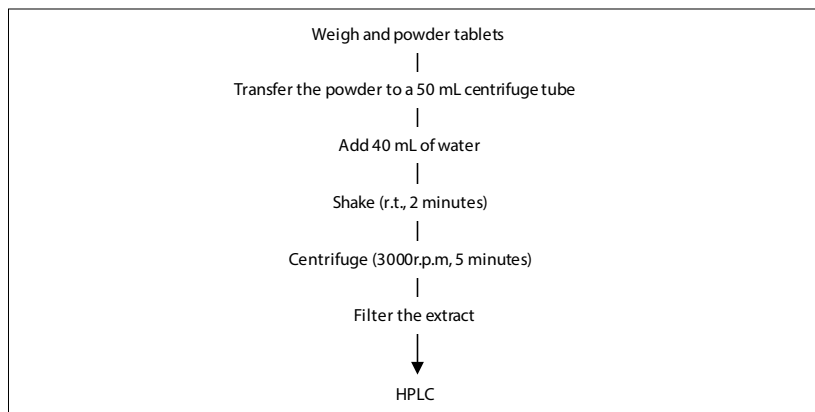 Weigh and powder tablets
Transfer the powder to a 50 mL centrifuge tube
Add 40 mL of water
Shake (r.t., 2 minutes)
Centrifuge (3000r.p.m, 5 minutes)
Filter the extract
HPLC